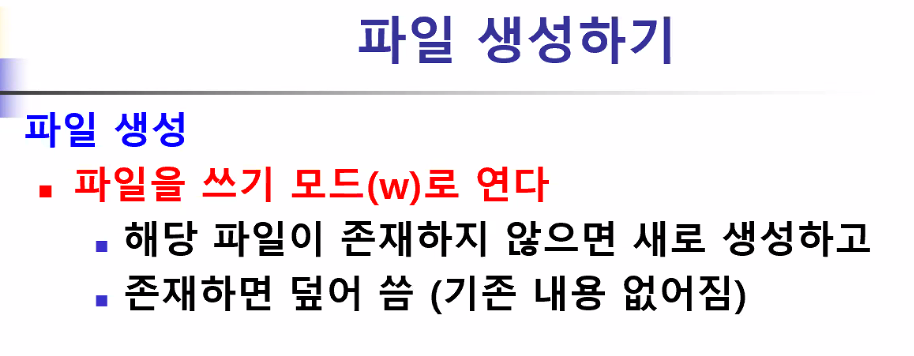 파일 생성하기
파일 생성
파일을 쓰기 모드(w)로 연다
해당 파일이 존재하지 않으면 새로 생성하고
존재하면 덮어 씀 (기존 내용 없어짐)